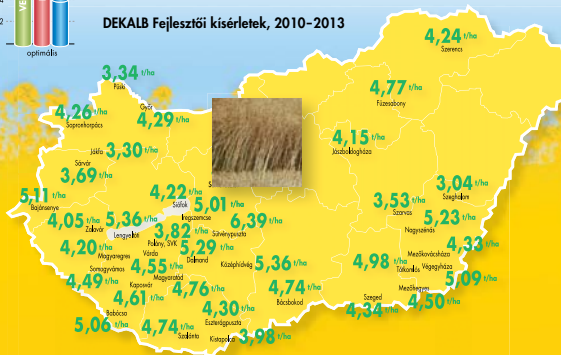 DEKALB Fejlesztői kísérletek, 2010–2013
optimális
4,24 t/ha
Szerencs
3,34 t/ha
Püski
4,77 t/ha
Füzesabony
4,26 t/ha
Sopronhorpács
Győr
4,29 t/ha
4,15 t/ha
Jászboldogháza
Jákfa
3,30 t/ha
Sárvár
3,69 t/ha
3,04 t/ha
Szeghalom
5,11 t/ha
Bajánsenye
4,22 t/ha
Siófok
5,01 t/ha
Iregszemcse
3,53 t/ha
Szarvas
5,23 t/ha
Nagyszénás
4,05 t/ha
Zalavár
5,36 t/ha
Lengyeltóti
3,82 t/ha
Polány, SVK
6,39 t/ha
Sütvénypuszta
4,33 t/ha
Mezőkovácsháza
4,20 t/ha
Magyaregres
Várda
5,29 t/ha
Dalmand
Középhídvég
5,36 t/ha
4,98 t/ha
Tótkomlós
Végegyháza
5,09 t/ha
4,49 t/ha
Somogyvámos
4,55 t/ha
Magyaratád
Kaposvár
4,61 t/ha
4,76 t/ha
4,74 t/ha
Bácsbokod
Mezőhegyes
4,50 t/ha
Szeged
4,34 t/ha
Babócsa
5,06 t/ha
4,74 t/ha
Szalánta
4,30 t/ha
Eszterágpuszta
Kistapolca
3,98 t/ha